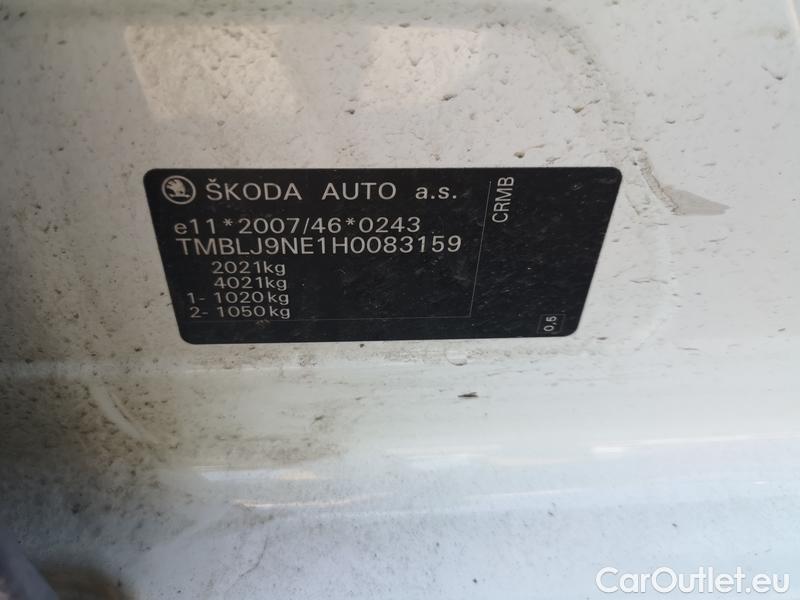 ŠKODA AUTO a.s.
CRMB
e11*2007/46*0243
TMBLJ9NE1H0083159
2021kg
4021kg
1- 1020kg
2- 1050kg
0,5
CarOutlet.eu